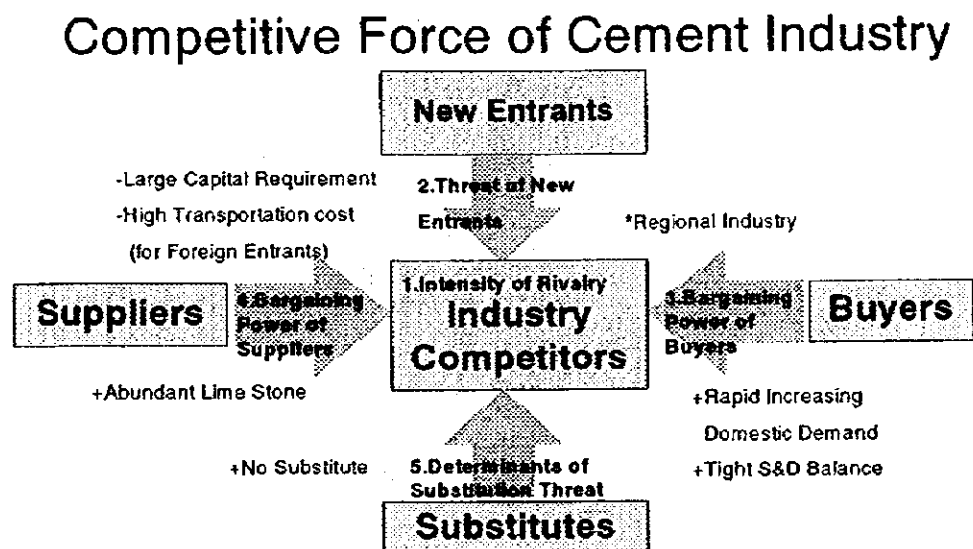 Competitive Force of Cement Industry
New Entrants
-Large Capital Requirement
-High Transportation cost
(for Foreign Entrants)
2.Threat of New
Entrants
*Regional Industry
Suppliers
4.Bargaining
Power of
Suppliers
1.Intensity of Rivalry
Industry
Competitors
3.Bargaining
Power of
Buyers
Buyers
+Abundant Lime Stone
+Rapid Increasing
Domestic Demand
+Tight S&D Balance
+No Substitute
5.Determinants of
Substitution Threat
Substitutes